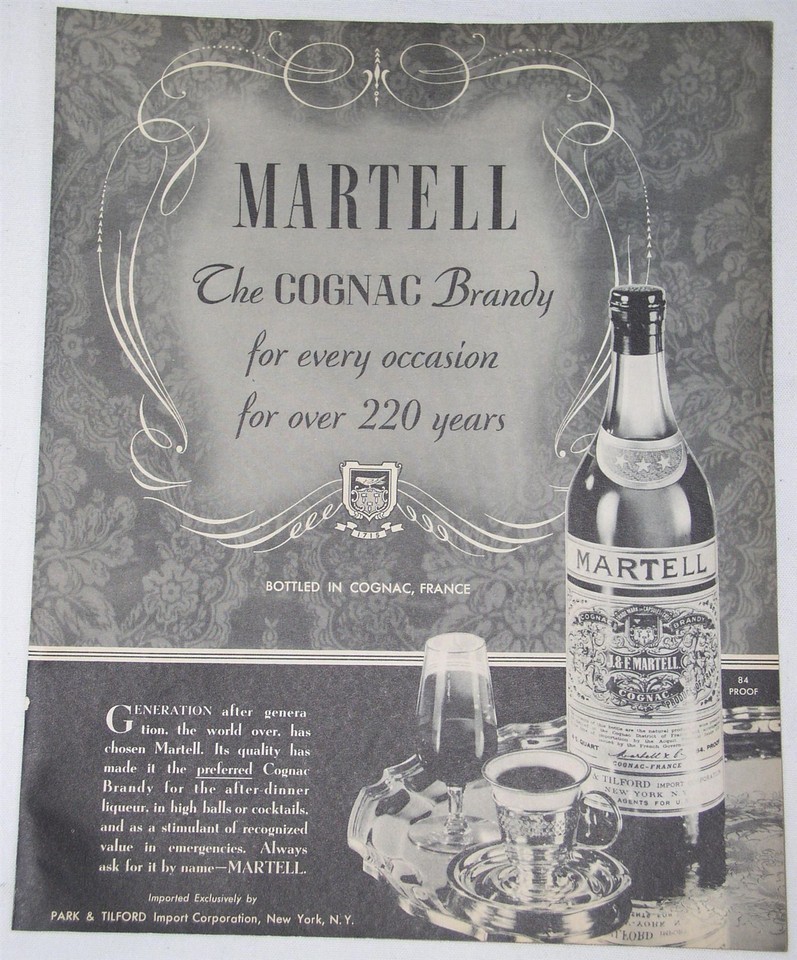 MARTELL
The COGNAC Brandy
for every occasion
for over 220 years
1715
BOTTLED IN COGNAC, FRANCE
MARTELL
COGNAC BRANDY
J.&F. MARTELL
COGNAC
84
PROOF
COGNAC-FRANCE
TILFORD IMPORT
NEW YORK N.
AGENTS FOR U.
GENERATION after genera
tion, the world over, has
chosen Martell. Its quality has
made it the preferred Cognac
Brandy for the after-dinner
liqueur, in high balls or cocktails,
and as a stimulant of recognized
value in emergencies. Always
ask for it by name—MARTELL.
Imported Exclusively by
PARK & TILFORD Import Corporation, New York, N.Y.